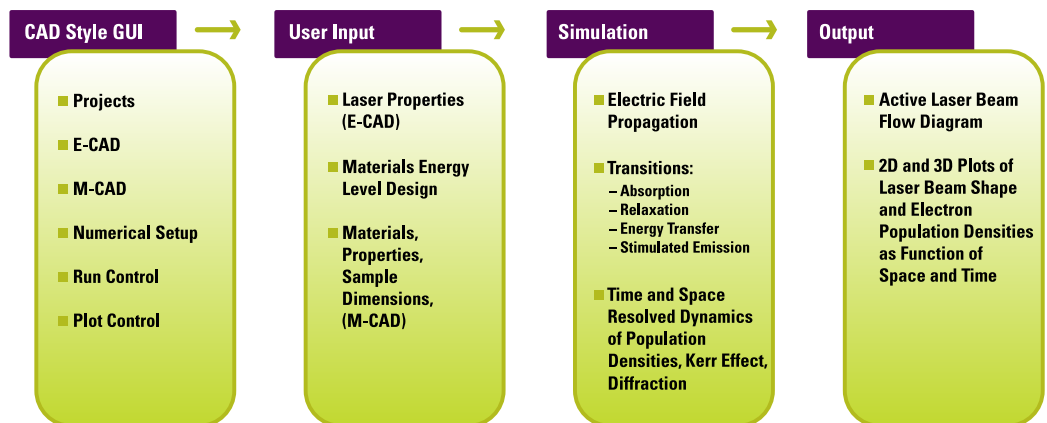 CAD Style GUI
Projects
E-CAD
M-CAD
Numerical Setup
Run Control
Plot Control
User Input
Laser Properties
(E-CAD)
Materials Energy
Level Design
Materials,
Properties,
Sample
Dimensions,
(M-CAD)
Simulation
Electric Field
Propagation
Transitions:
– Absorption
– Relaxation
– Energy Transfer
– Stimulated Emission
Time and Space
Resolved Dynamics
of Population
Densities, Kerr Effect,
Diffraction
Output
Active Laser Beam
Flow Diagram
2D and 3D Plots of
Laser Beam Shape
and Electron
Population Densities
as Function of
Space and Time